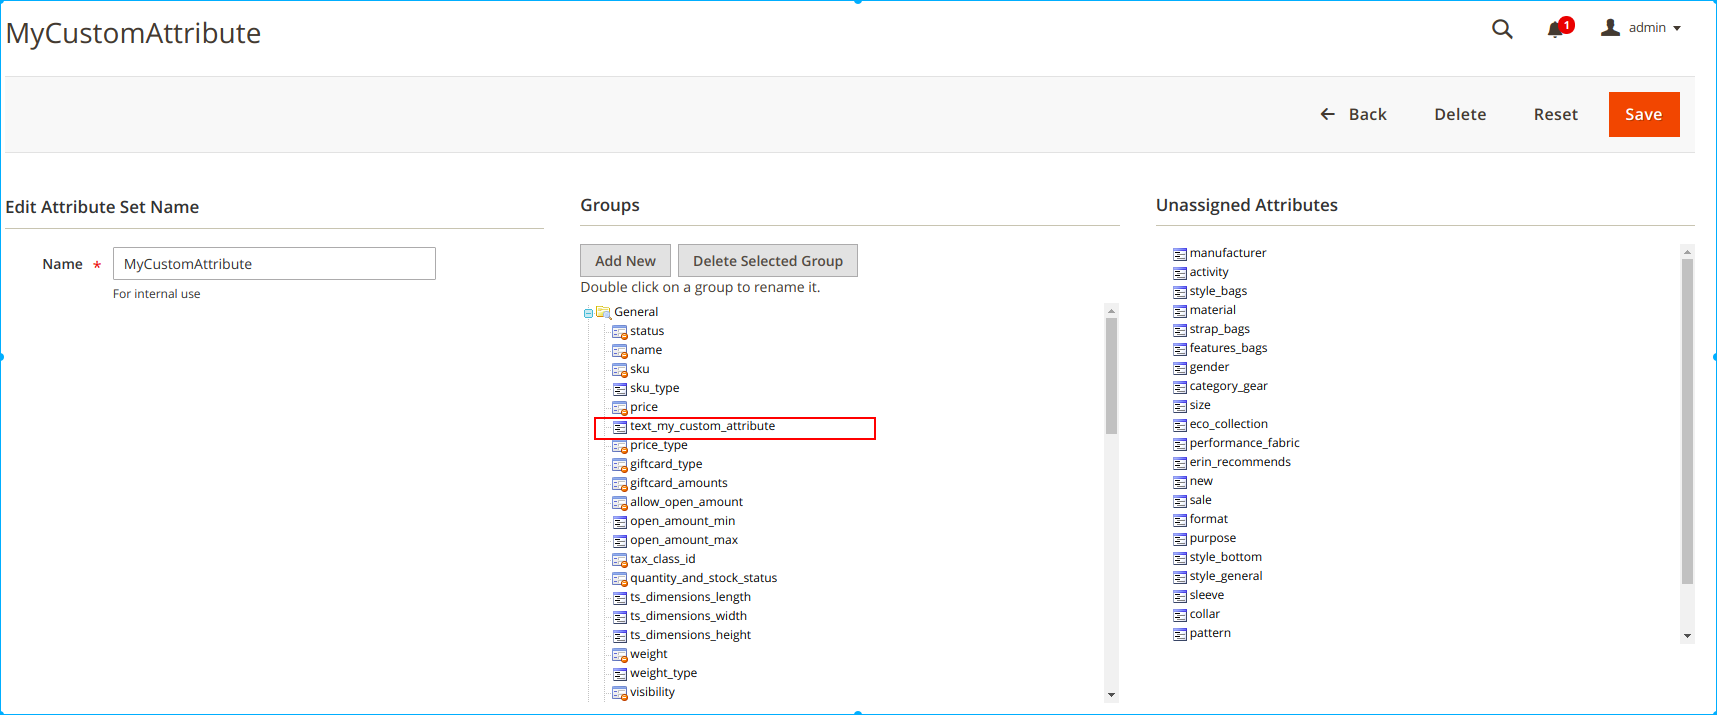 MyCustomAttribute
1
admin
Back
Delete
Reset
Save
Edit Attribute Set Name
Name *
MyCustomAttribute
For internal use
Groups
Add New
Delete Selected Group
Double click on a group to rename it.
General
status
name
sku
sku_type
price
text_my_custom_attribute
price_type
giftcard_type
giftcard_amounts
allow_open_amount
open_amount_min
open_amount_max
tax_class_id
quantity_and_stock_status
ts_dimensions_length
ts_dimensions_width
ts_dimensions_height
weight
weight_type
visibility
Unassigned Attributes
manufacturer
activity
style_bags
material
strap_bags
features_bags
gender
category_gear
size
eco_collection
performance_fabric
erin_recommends
new
sale
format
purpose
style_bottom
style_general
sleeve
collar
pattern